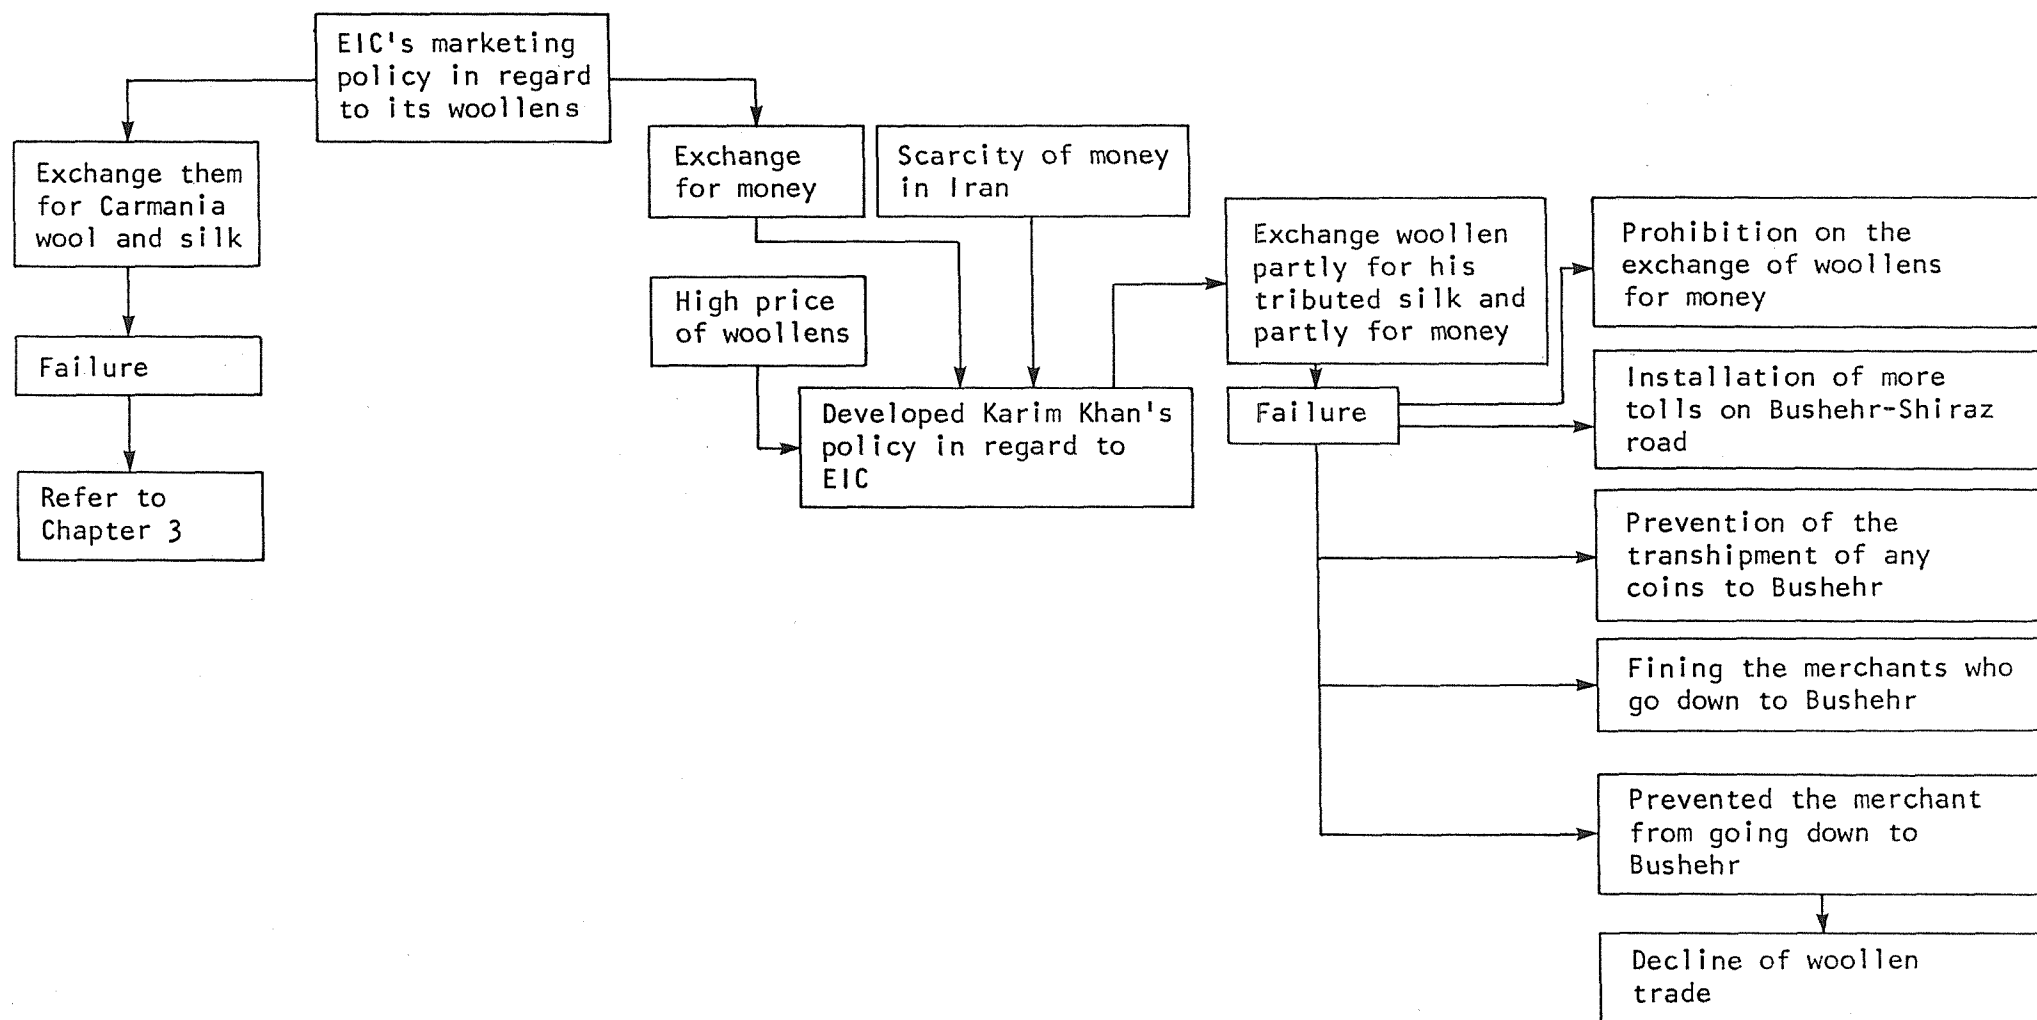 EIC's marketing
policy in regard
to its woollens
Exchange them
for Carmania
wool and silk
Failure
Refer to
Chapter 3
Exchange
for money
Scarcity of money
in Iran
High price
of woollens
Developed Karim Khan's
policy in regard to
EIC
Exchange woollen
partly for his
tributed silk and
partly for money
Failure
Prohibition on the
exchange of woollens
for money
Installation of more
tolls on Bushehr-Shiraz
road
Prevention of the
transhipment of any
coins to Bushehr
Fining the merchants who
go down to Bushehr
Prevented the merchant
from going down to
Bushehr
Decline of woollen
trade